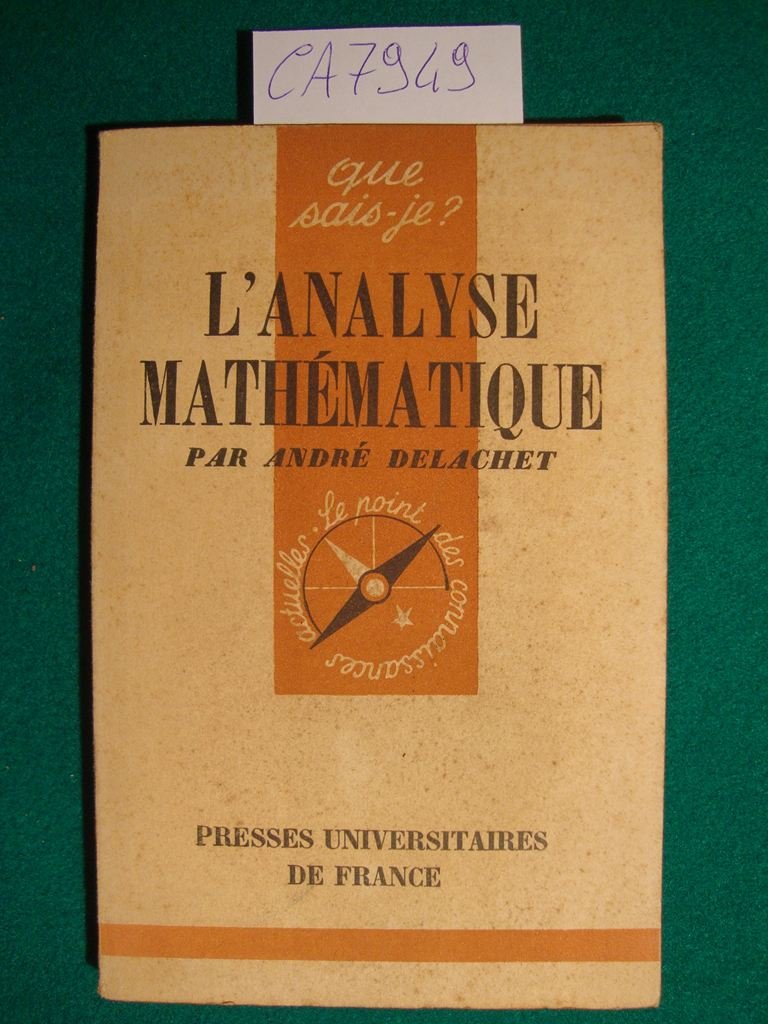 CA7949
que
sais-je?
L'ANALYSE
MATHÉMATIQUE
PAR ANDRÉ DELACHET
Le point des connaissances actuelles.
PRESSES UNIVERSITAIRES
DE FRANCE